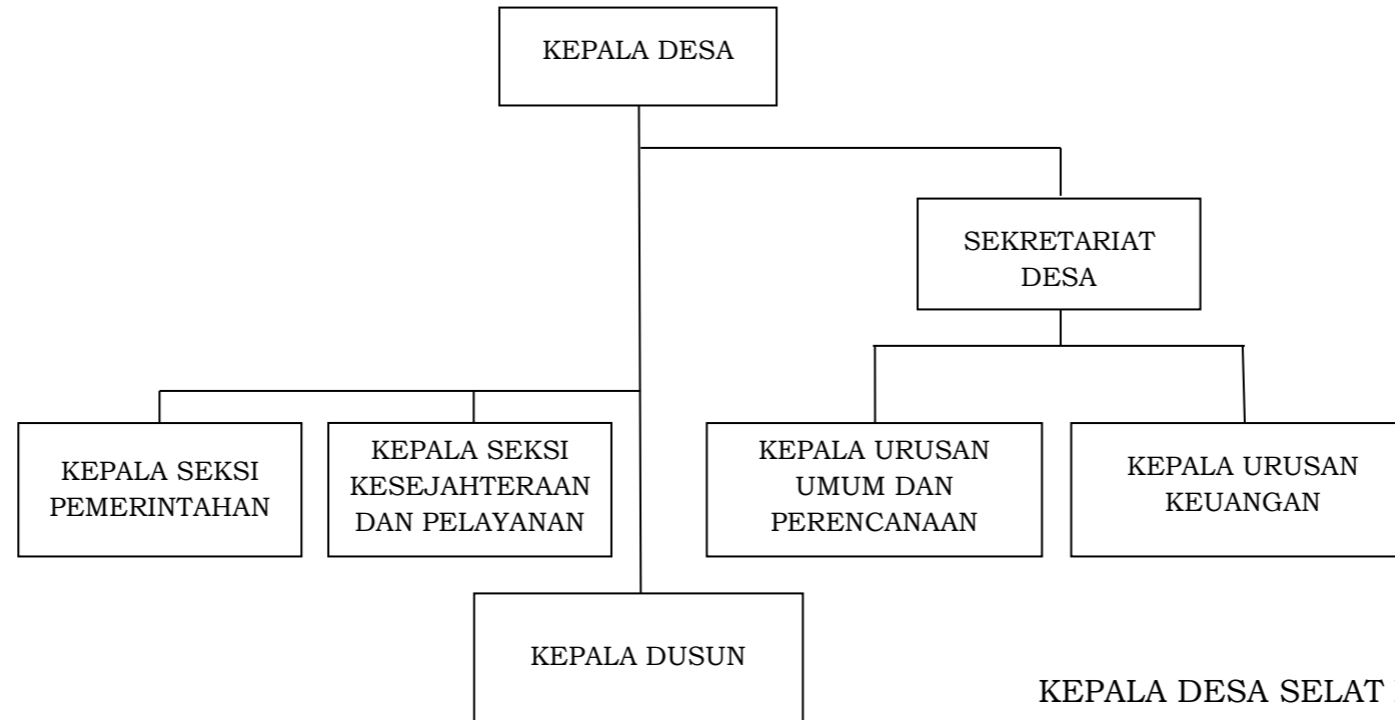 KEPALA DESA
SEKRETARIAT
DESA
KEPALA SEKSI
PEMERINTAHAN
KEPALA SEKSI
KESEJAHTERAAN
DAN PELAYANAN
KEPALA URUSAN
UMUM DAN
PERENCANAAN
KEPALA URUSAN
KEUANGAN
KEPALA DUSUN
KEPALA DESA SELAT